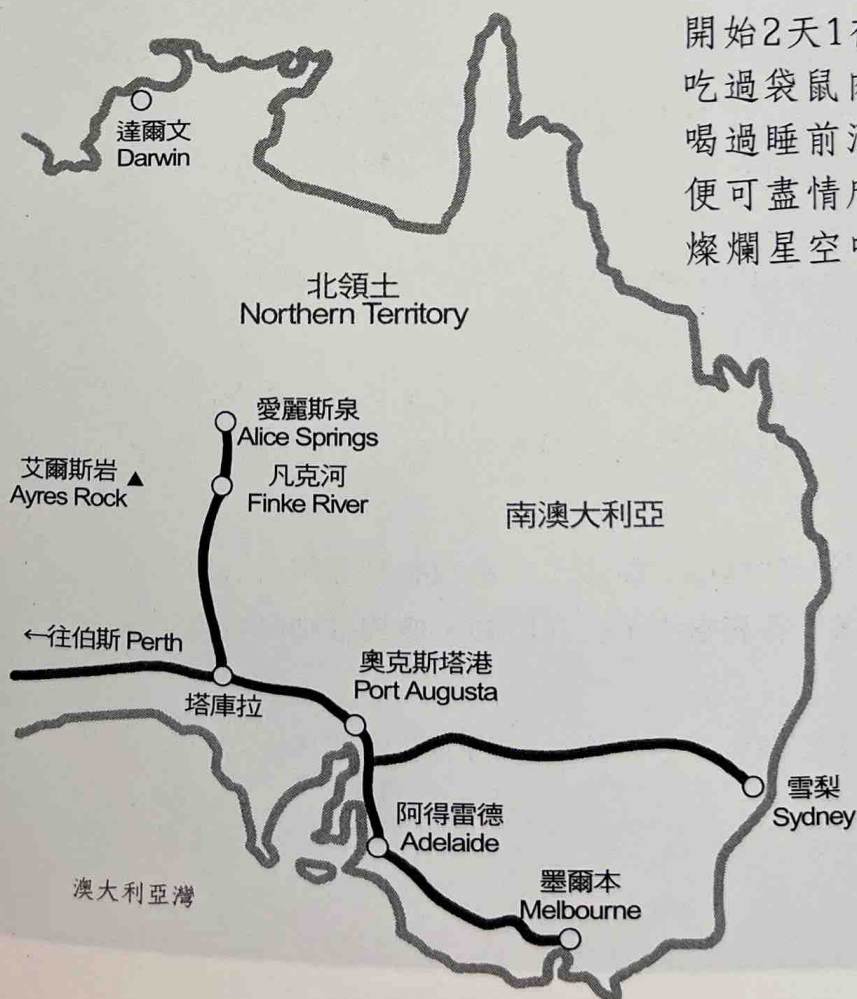 開始2天1
吃過袋鼠
喝過睡前
便可盡情
燦爛星空
達爾文
Darwin
北領土
Northern Territory
愛麗斯泉
Alice Springs
艾爾斯岩
Ayres Rock
凡克河
Finke River
南澳大利亞
←往伯斯 Perth
奧克斯塔港
Port Augusta
塔庫拉
雪梨
Sydney
阿得雷德
Adelaide
墨爾本
Melbourne
澳大利亞灣